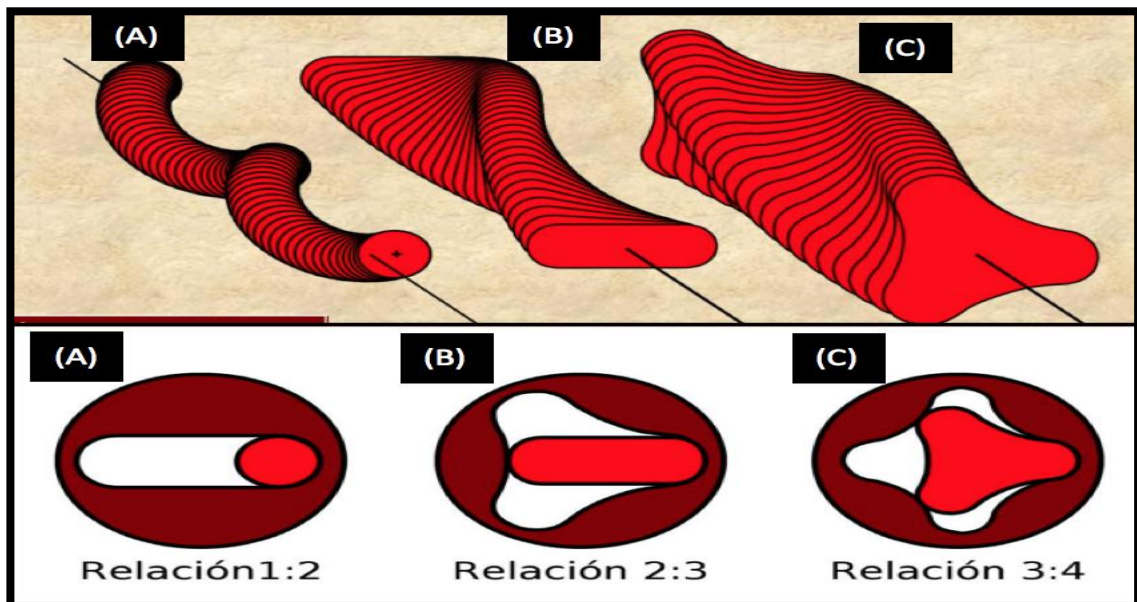 (A)
(B)
(C)
(A)
(B)
(C)
Relación1:2
Relación 2:3
Relación 3:4